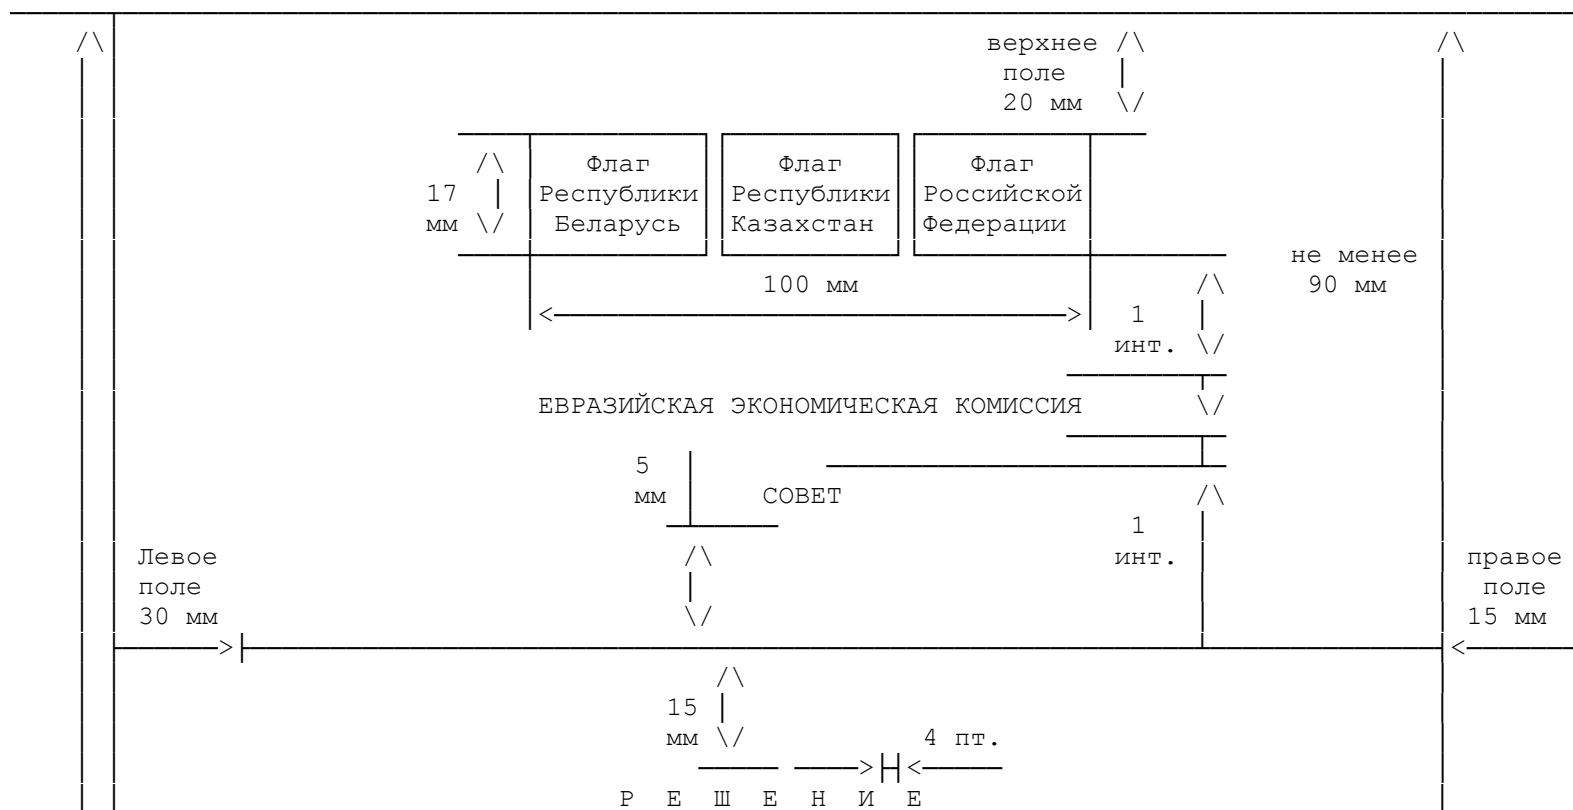 верхнее
поле
20 мм
Флаг Флаг Флаг
17 Республики Республики Российской
мм Беларусь Казахстан Федерации
не менее
100 мм 90 мм
1
инт.
ЕВРАЗИЙСКАЯ ЭКОНОМИЧЕСКАЯ КОМИССИЯ
5
мм СОВЕТ
1
Левое инт. правое
поле поле
30 мм 15 мм
15
мм 4 пт.
Р Е Ш Е Н И Е